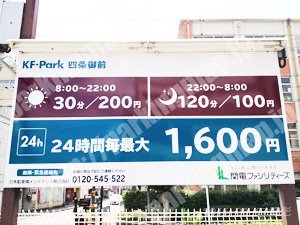 KF-Park 四条御前
8:00~22:00
30分/200円
22:00~8:00
120分/100円
24h 24時間毎最大 1,600円
0120-545-522
関電ファシリティーズ